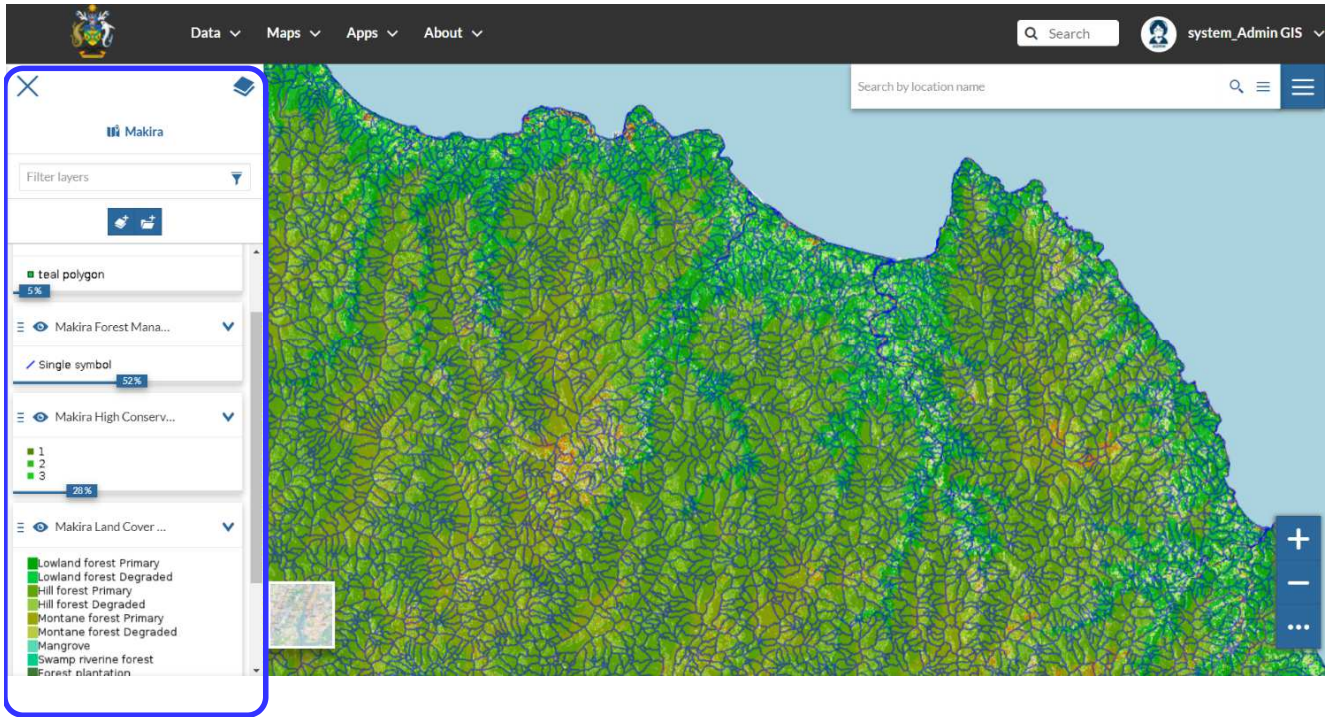 Data Maps Apps About Search system_Admin GIS
Search by location name
Makira
Filter layers
teal polygon
5%
Makira Forest Mana...
Single symbol
52%
Makira High Conserv...
1
2
3
28%
Makira Land Cover ...
Lowland forest Primary
Lowland forest Degraded
Hill forest Primary
Hill forest Degraded
Montane forest Primary
Montane forest Degraded
Mangrove
Swamp riverine forest
Forest plantation